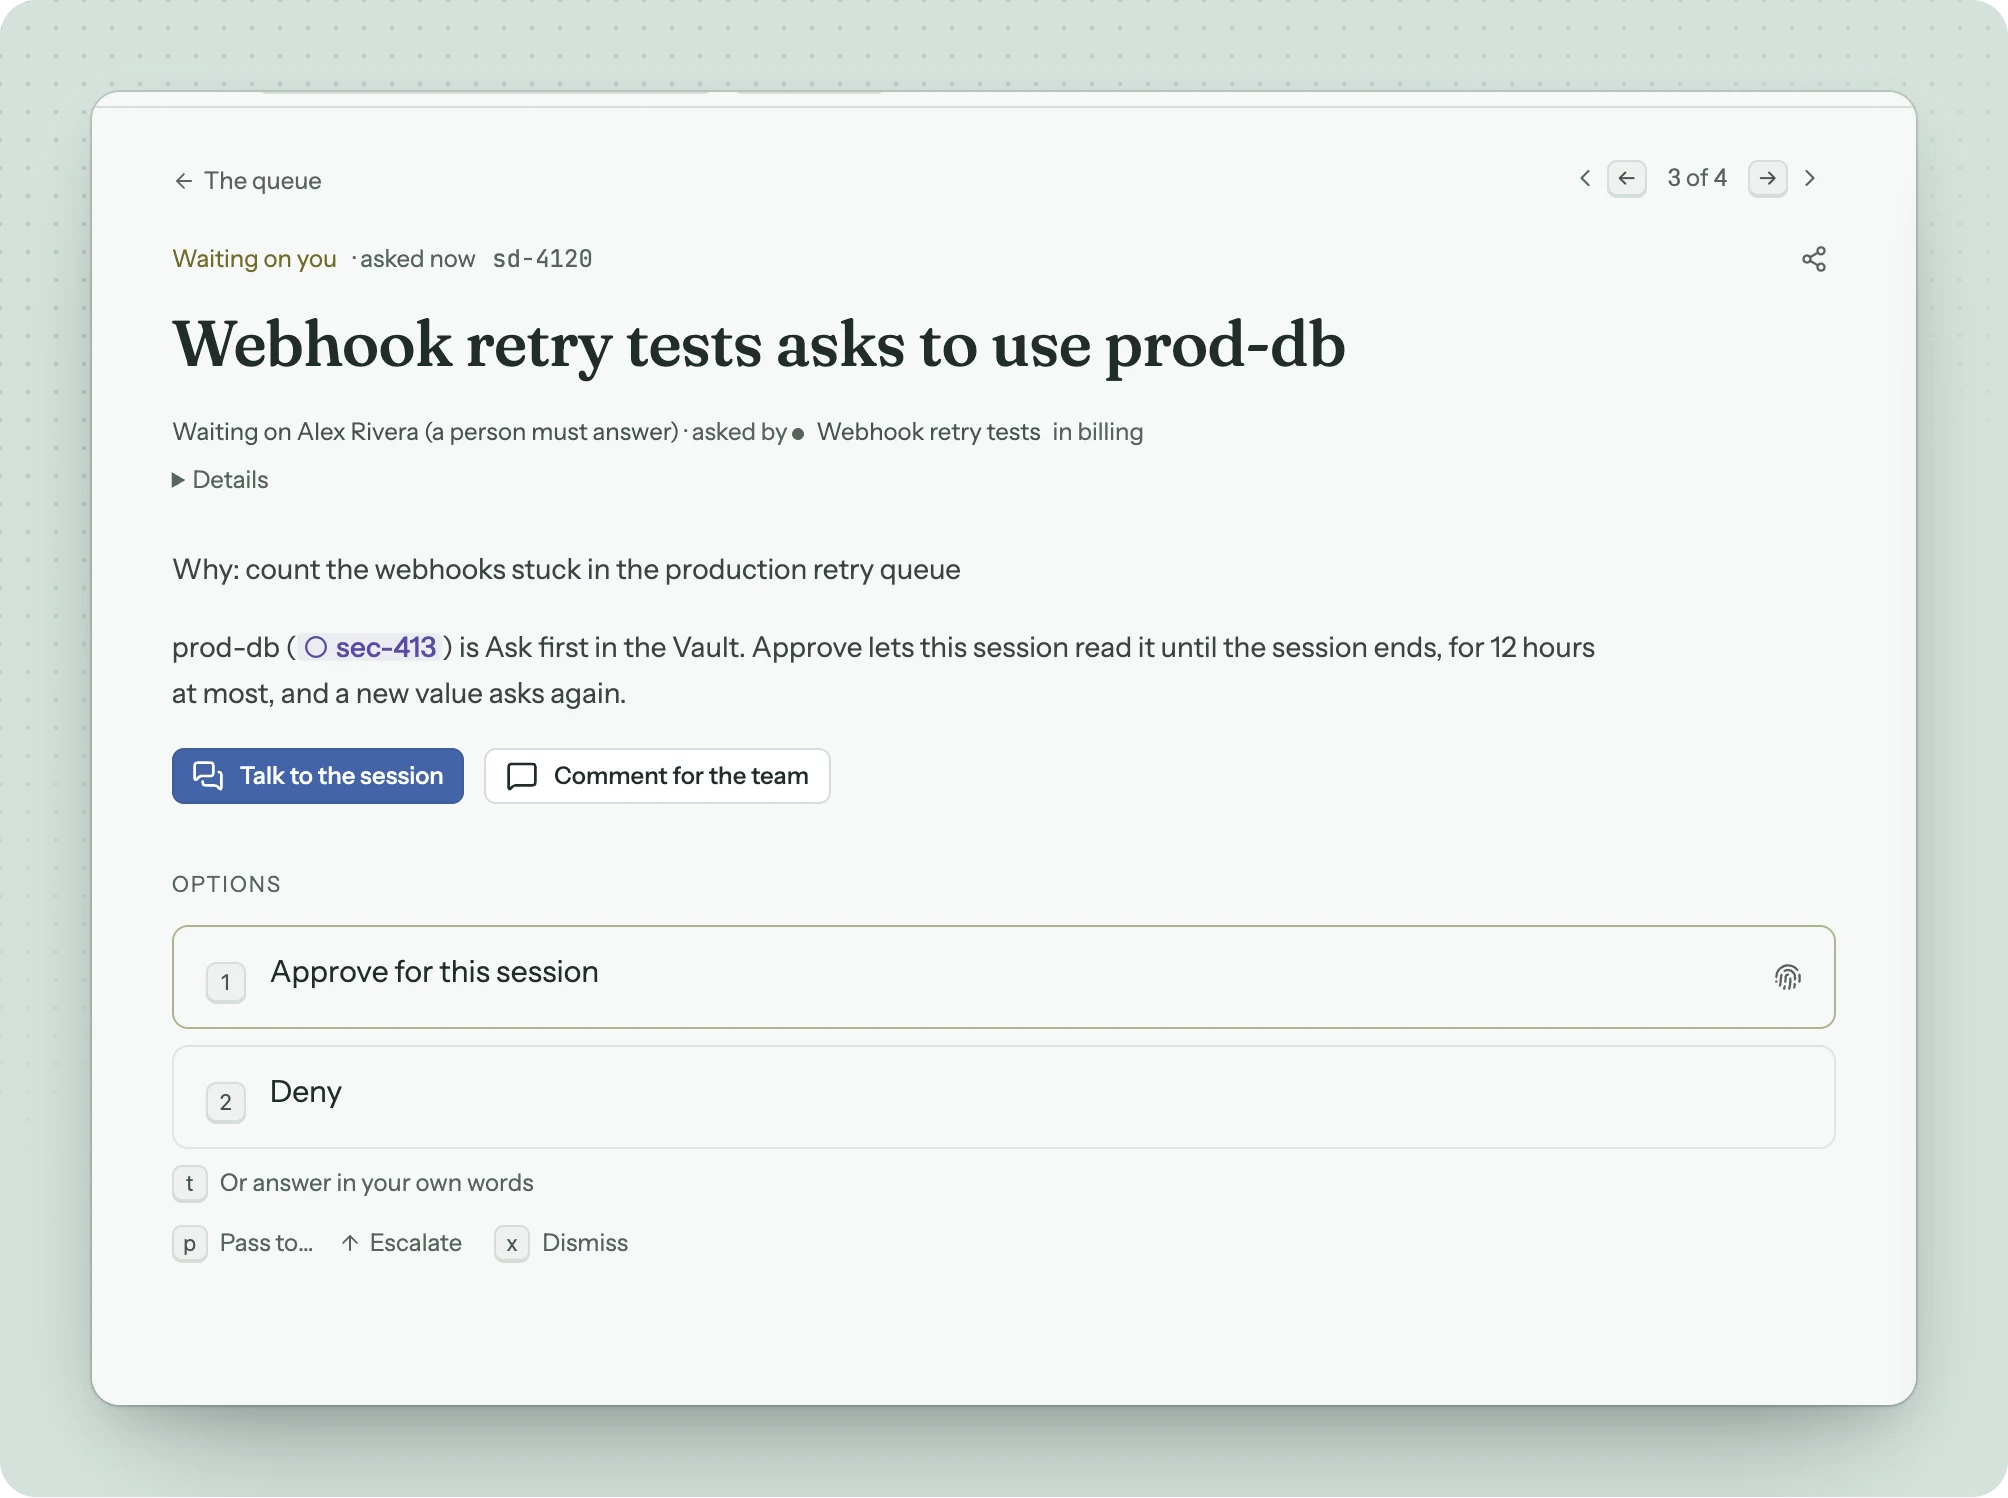 ← The queue
3 of 4
Waiting on you · asked now sd-4120
Webhook retry tests asks to use prod-db
Waiting on Alex Rivera (a person must answer) · asked by Webhook retry tests in billing
Details
Why: count the webhooks stuck in the production retry queue
prod-db (sec-413) is Ask first in the Vault. Approve lets this session read it until the session ends, for 12 hours
at most, and a new value asks again.
Talk to the session
Comment for the team
OPTIONS
1 Approve for this session
2 Deny
t Or answer in your own words
p Pass to... ↑ Escalate x Dismiss